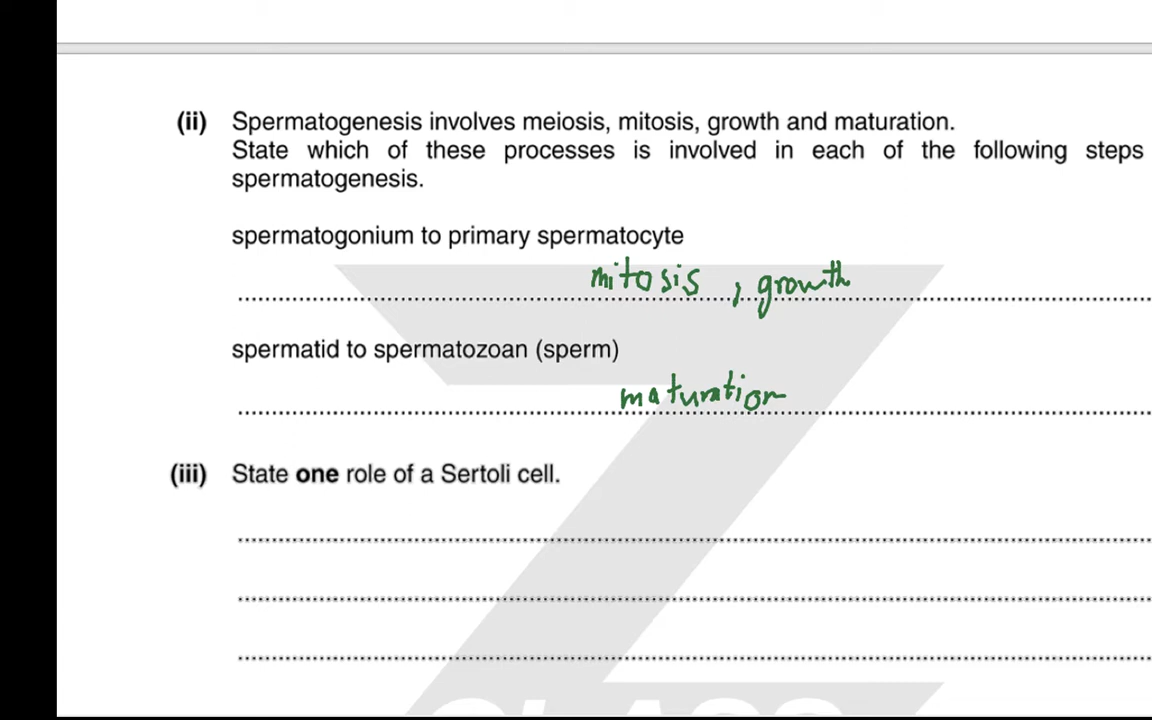 (ii) Spermatogenesis involves meiosis, mitosis, growth and maturation.
State which of these processes is involved in each of the following steps
spermatogenesis.
spermatogonium to primary spermatocyte
mitosis , growth
spermatid to spermatozoan (sperm)
maturation
(iii) State one role of a Sertoli cell.